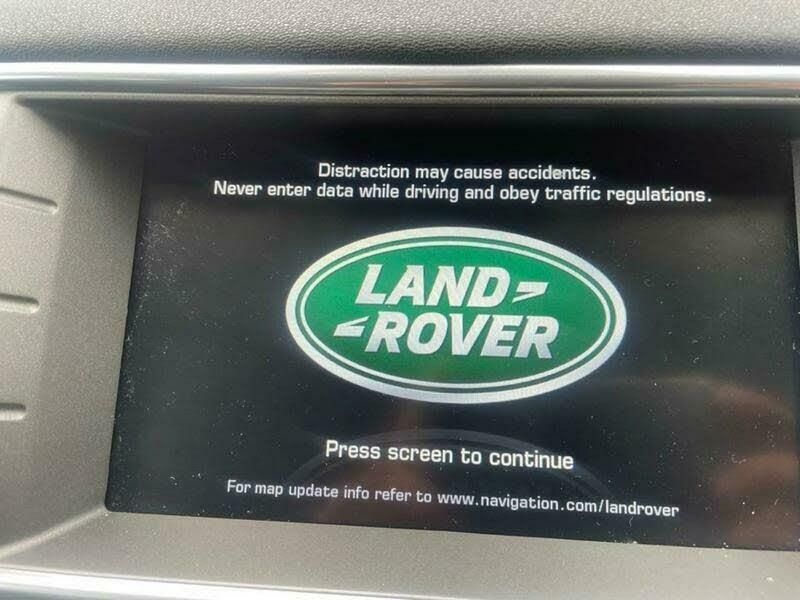 Distraction may cause accidents.
Never enter data while driving and obey traffic regulations.
LAND
ROVER
Press screen to continue
For map update info refer to www.navigation.com/landrover